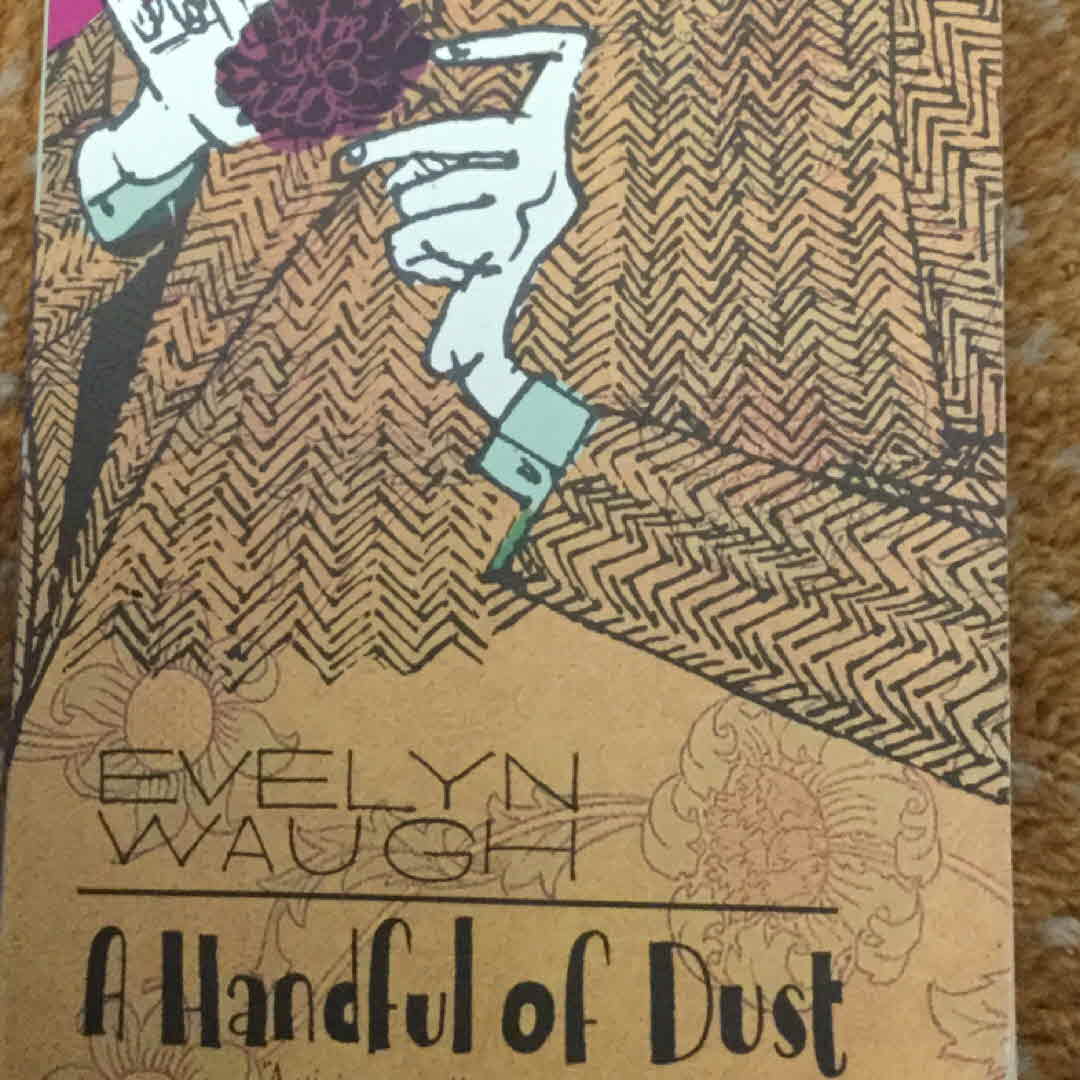 EVELYN
WAUGH
A Handful of Dust